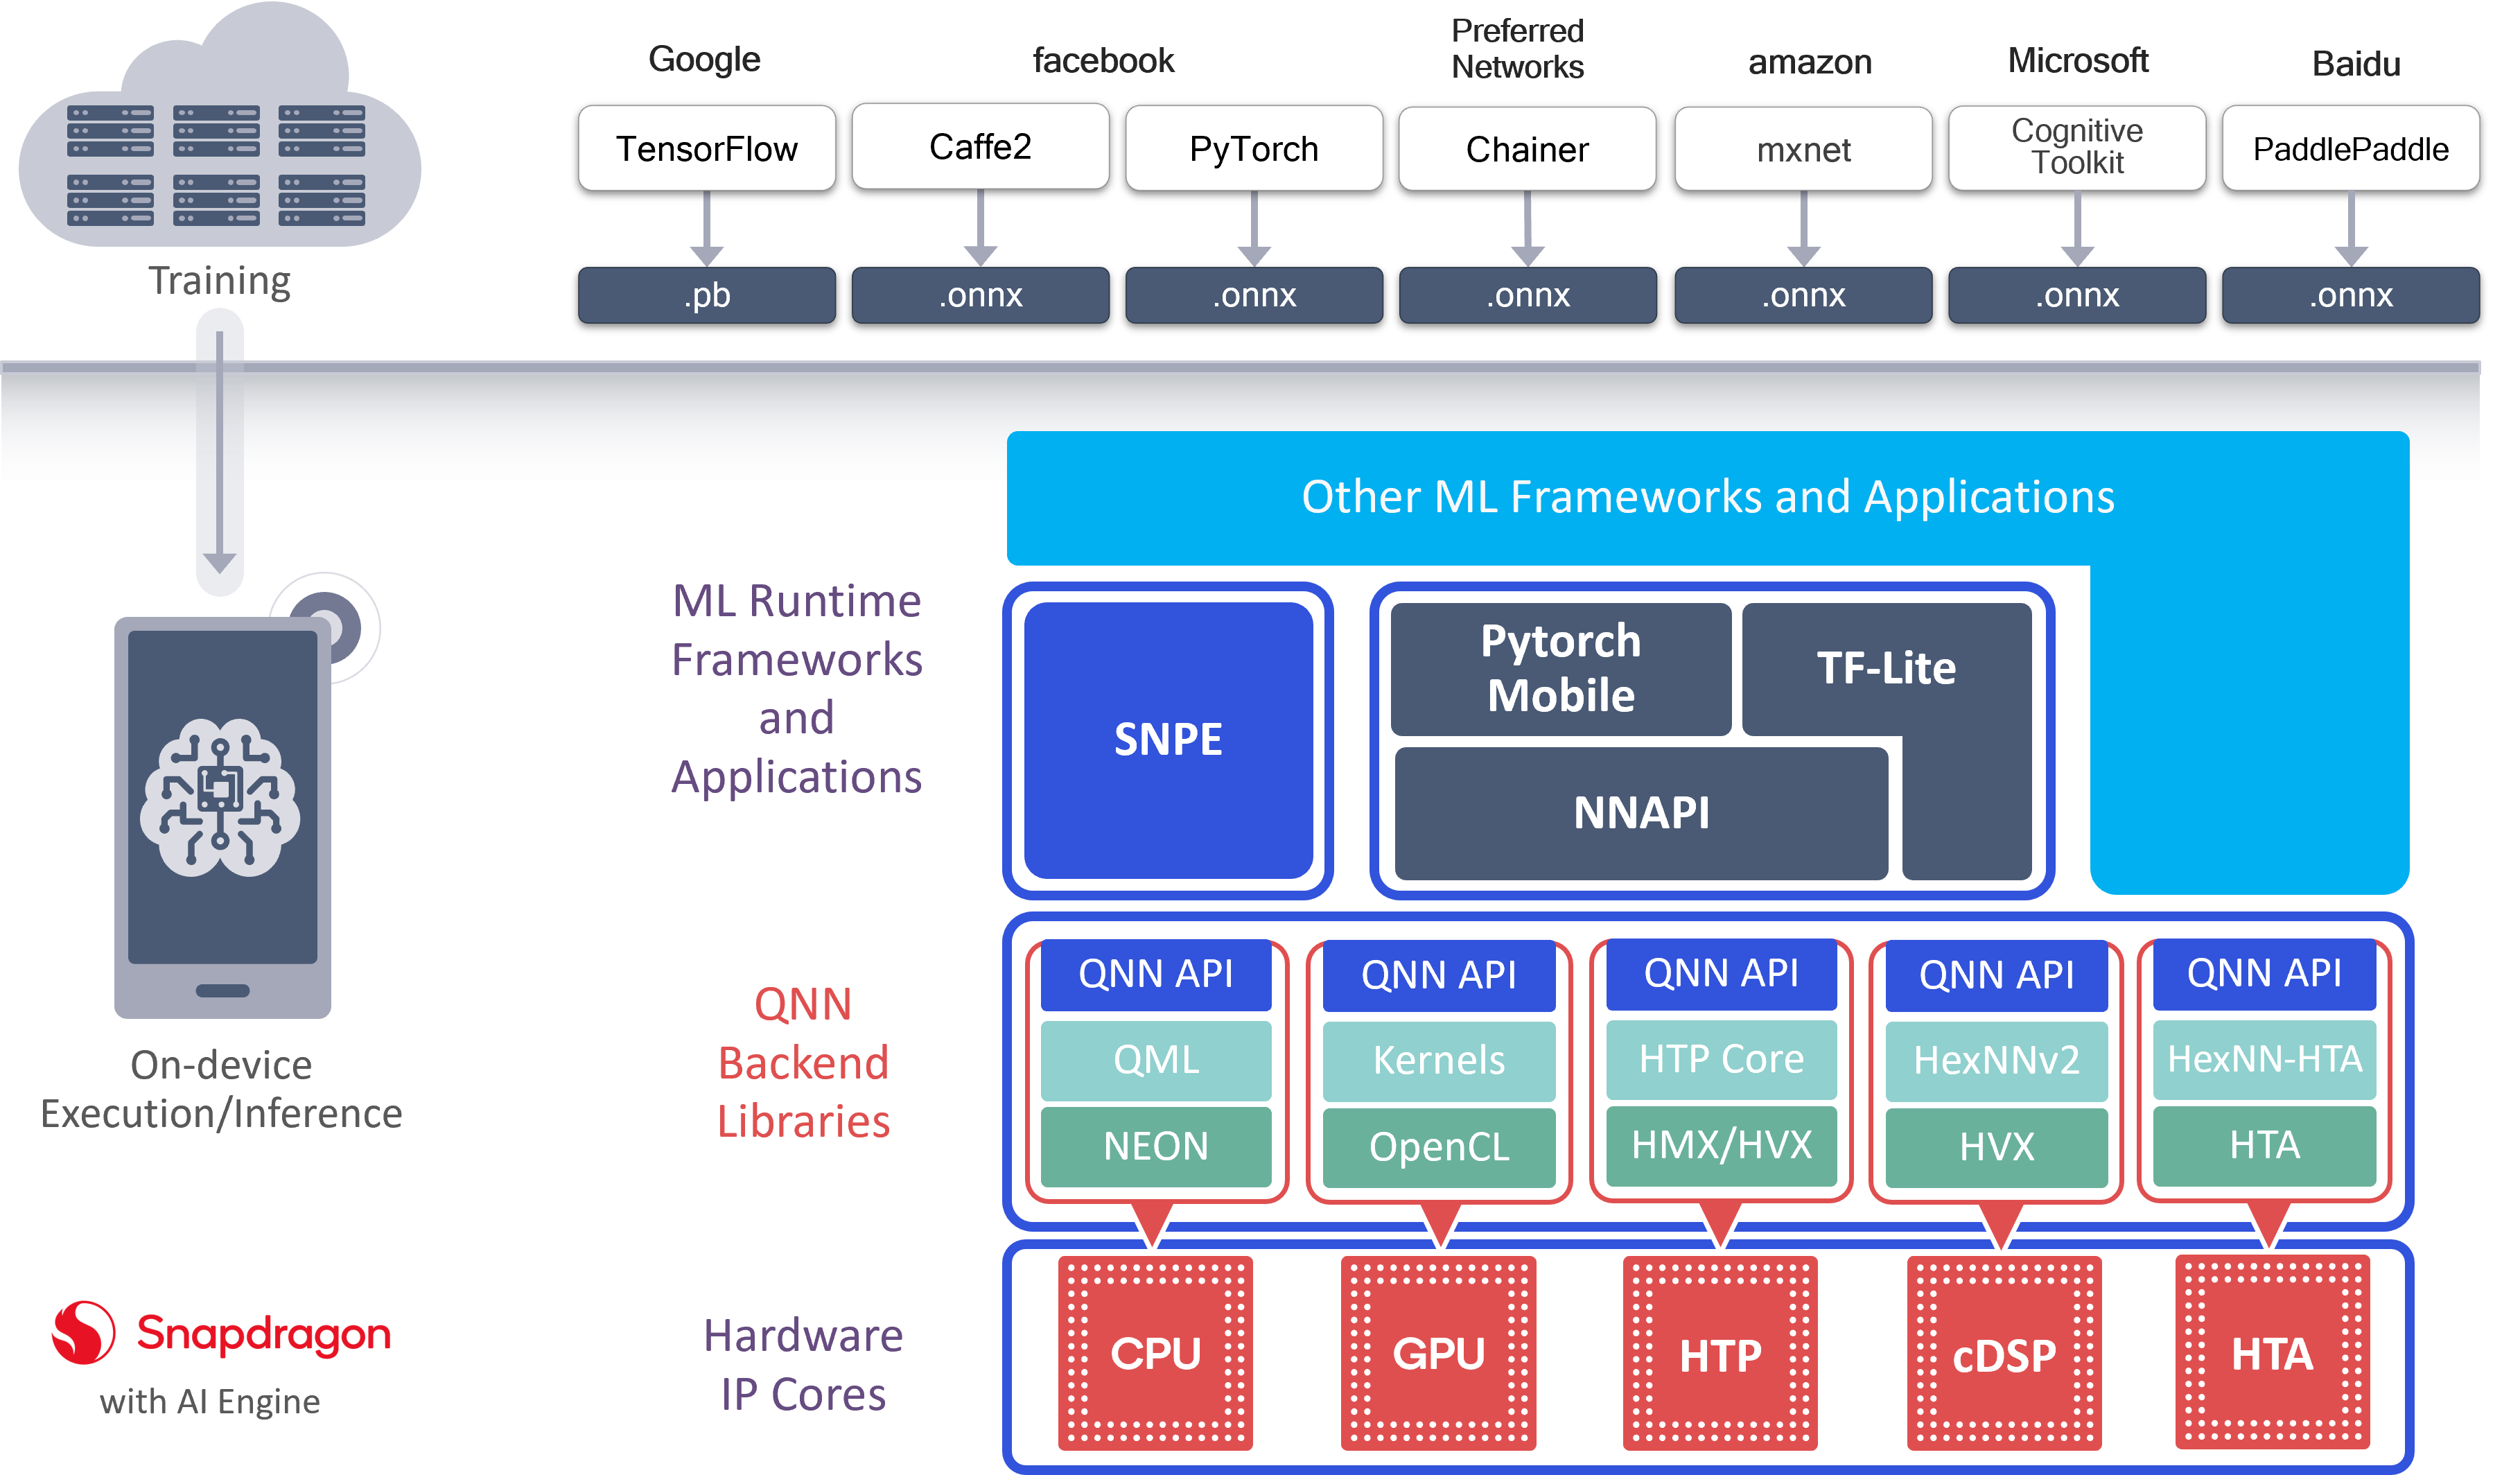 Google
facebook
Preferred
Networks
amazon
Microsoft
Baidu
TensorFlow
Caffe2
PyTorch
Chainer
mxnet
Cognitive
Toolkit
PaddlePaddle
.pb
.onnx
.onnx
.onnx
.onnx
.onnx
.onnx
Training
Other ML Frameworks and Applications
ML Runtime
Frameworks
and
Applications
SNPE
Pytorch
Mobile
TF-Lite
NNAPI
On-device
Execution/Inference
QNN
Backend
Libraries
QNN API
QNN API
QNN API
QNN API
QNN API
QML
Kernels
HTP Core
HexNNv2
HexNN-HTA
NEON
OpenCL
HMX/HVX
HVX
HTA
Snapdragon
with AI Engine
Hardware
IP Cores
CPU
GPU
HTP
cDSP
HTA